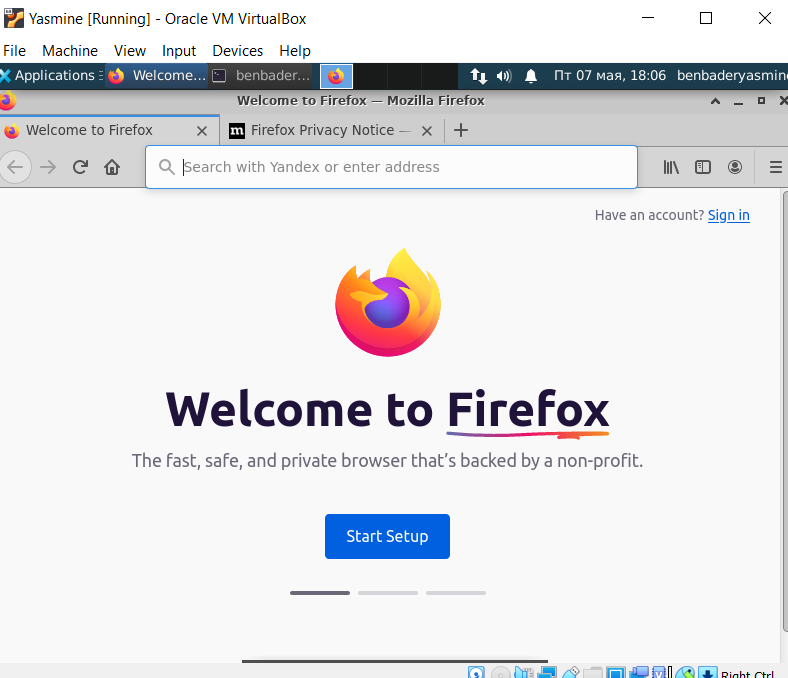 Yasmine [Running] - Oracle VM VirtualBox
File Machine View Input Devices Help
Applications Welcome... benbader... Пт 07 мая, 18:06 benbaderyasmine
Welcome to Firefox — Mozilla Firefox
Welcome to Firefox Firefox Privacy Notice —
Search with Yandex or enter address
Have an account? Sign in
Welcome to Firefox
The fast, safe, and private browser that's backed by a non-profit.
Start Setup
Right Ctrl